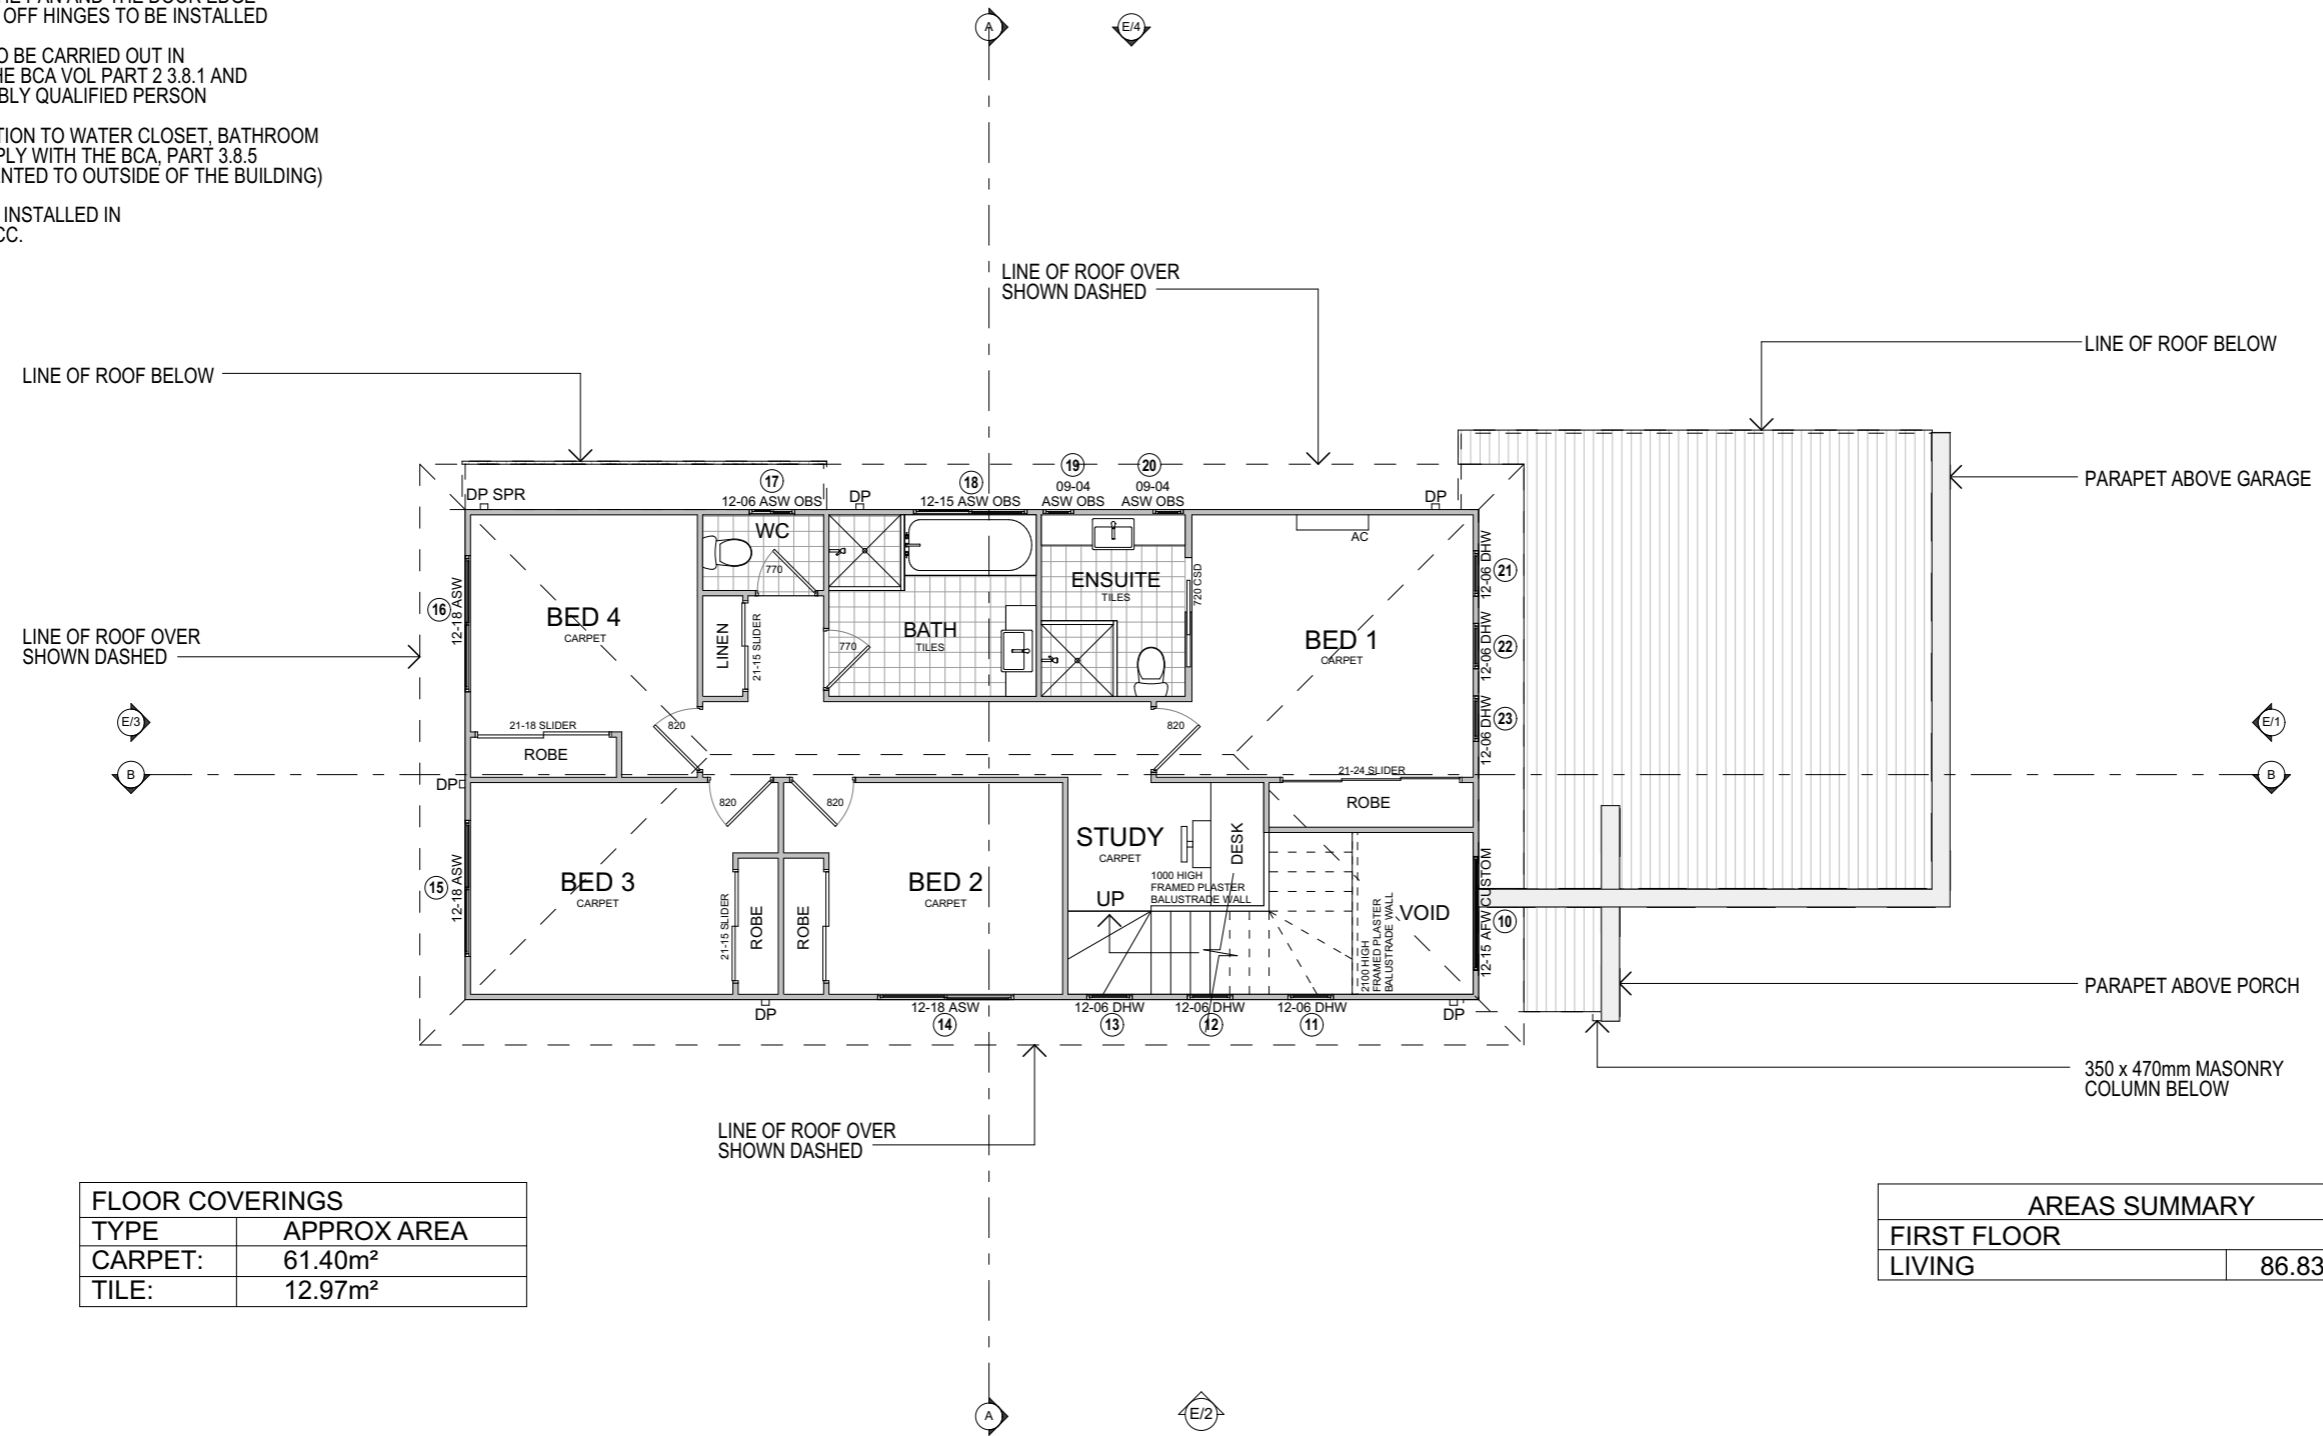 OFF HINGES TO BE INSTALLED
O BE CARRIED OUT IN
HE BCA VOL PART 2 3.8.1 AND
BLY QUALIFIED PERSON
TION TO WATER CLOSET, BATHROOM
PLY WITH THE BCA, PART 3.8.5
NTED TO OUTSIDE OF THE BUILDING)
INSTALLED IN
CC.
A
E/4
LINE OF ROOF OVER
SHOWN DASHED
LINE OF ROOF BELOW
LINE OF ROOF BELOW
PARAPET ABOVE GARAGE
DP SPR
17
12-06 ASW OBS
DP
18
12-15 ASW OBS
19
09-04
ASW OBS
20
09-04
ASW OBS
DP
WC
770
AC
16
12-18 ASW
BED 4
CARPET
LINEN
21-15 SLIDER
BATH
TILES
770
ENSUITE
TILES
720 CSD
BED 1
CARPET
12-06 DHW
21
12-06 DHW
22
12-06 DHW
23
LINE OF ROOF OVER
SHOWN DASHED
E/3
E/1
21-18 SLIDER
ROBE
820
820
B
B
DP
21-24 SLIDER
ROBE
820
820
15
12-18 ASW
BED 3
CARPET
21-15 SLIDER
ROBE
ROBE
BED 2
CARPET
STUDY
CARPET
DESK
1000 HIGH
FRAMED PLASTER
BALUSTRADE WALL
UP
2100 HIGH
FRAMED PLASTER
BALUSTRADE WALL
VOID
12-15 AFW CUSTOM
10
DP
12-18 ASW
14
12-06 DHW
13
12-06 DHW
12
12-06 DHW
11
DP
PARAPET ABOVE PORCH
350 x 470mm MASONRY
COLUMN BELOW
LINE OF ROOF OVER
SHOWN DASHED
FLOOR COVERINGS
TYPE APPROX AREA
CARPET: 61.40m²
TILE: 12.97m²
AREAS SUMMARY
FIRST FLOOR
LIVING 86.83
A
E/2